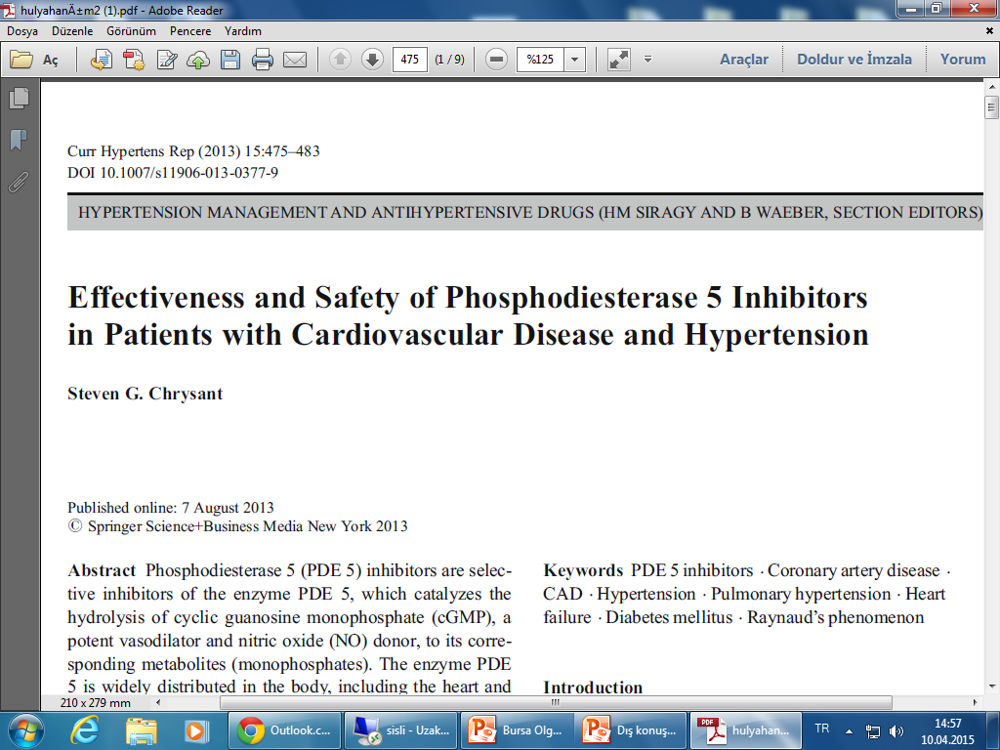 hulyahanÄ±m2 (1).pdf - Adobe Reader
Dosya Düzenle Görünüm Pencere Yardım
Aç 475 (1 / 9) %125 Araçlar Doldur ve İmzala Yorum
Curr Hypertens Rep (2013) 15:475–483
DOI 10.1007/s11906-013-0377-9
HYPERTENSION MANAGEMENT AND ANTIHYPERTENSIVE DRUGS (HM SIRAGY AND B WAEBER, SECTION EDITORS)
Effectiveness and Safety of Phosphodiesterase 5 Inhibitors
in Patients with Cardiovascular Disease and Hypertension
Steven G. Chrysant
Published online: 7 August 2013
© Springer Science+Business Media New York 2013
Abstract Phosphodiesterase 5 (PDE 5) inhibitors are selec-
tive inhibitors of the enzyme PDE 5, which catalyzes the
hydrolysis of cyclic guanosine monophosphate (cGMP), a
potent vasodilator and nitric oxide (NO) donor, to its corre-
sponding metabolites (monophosphates). The enzyme PDE
5 is widely distributed in the body, including the heart and
Keywords PDE 5 inhibitors · Coronary artery disease ·
CAD · Hypertension · Pulmonary hypertension · Heart
failure · Diabetes mellitus · Raynaud's phenomenon
Introduction
210 x 279 mm
Outlook.c... sisli - Uzak... Bursa Olg... Dış konuş... PDF hulyahan... TR 14:57
10.04.2015